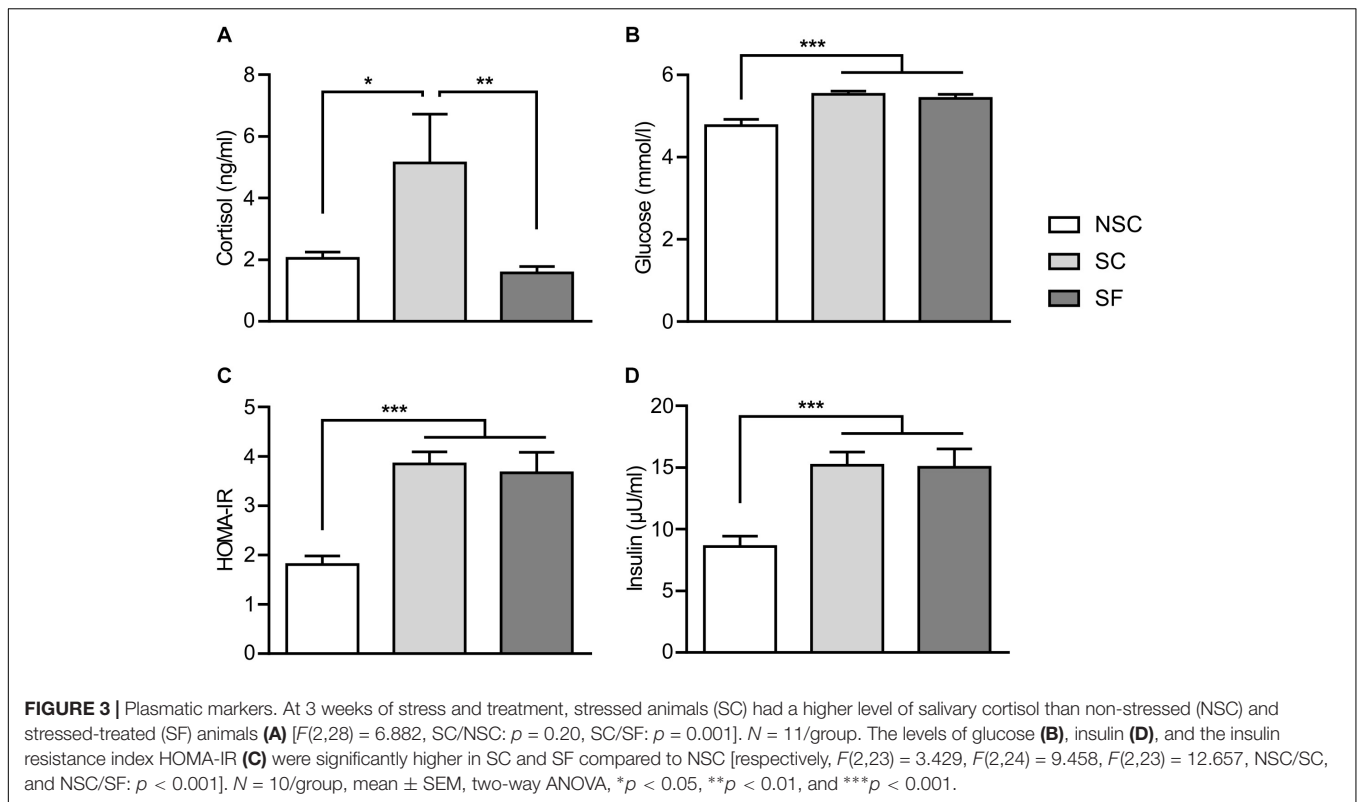 A
Cortisol (ng/ml)
8
6
4
2
0
*
**
B
Glucose (mmol/l)
6
4
2
0
***
NSC
SC
SF
C
HOMA-IR
5
4
3
2
1
0
***
D
Insulin (µU/ml)
20
15
10
5
0
***
FIGURE 3 | Plasmatic markers. At 3 weeks of stress and treatment, stressed animals (SC) had a higher level of salivary cortisol than non-stressed (NSC) and
stressed-treated (SF) animals (A) [F(2,28) = 6.882, SC/NSC: p = 0.20, SC/SF: p = 0.001]. N = 11/group. The levels of glucose (B), insulin (D), and the insulin
resistance index HOMA-IR (C) were significantly higher in SC and SF compared to NSC [respectively, F(2,23) = 3.429, F(2,24) = 9.458, F(2,23) = 12.657, NSC/SC,
and NSC/SF: p < 0.001]. N = 10/group, mean ± SEM, two-way ANOVA, *p < 0.05, **p < 0.01, and ***p < 0.001.